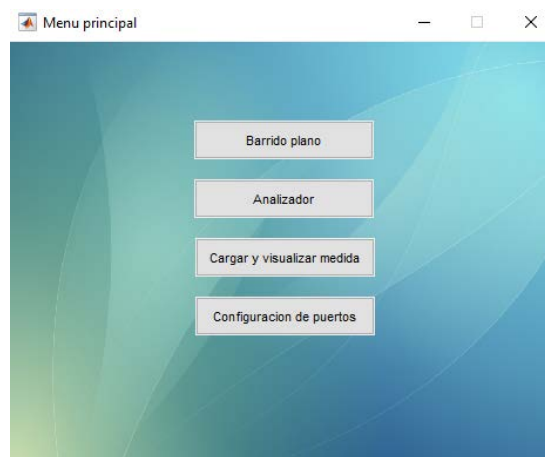 Menu principal
Barrido plano
Analizador
Cargar y visualizar medida
Configuracion de puertos